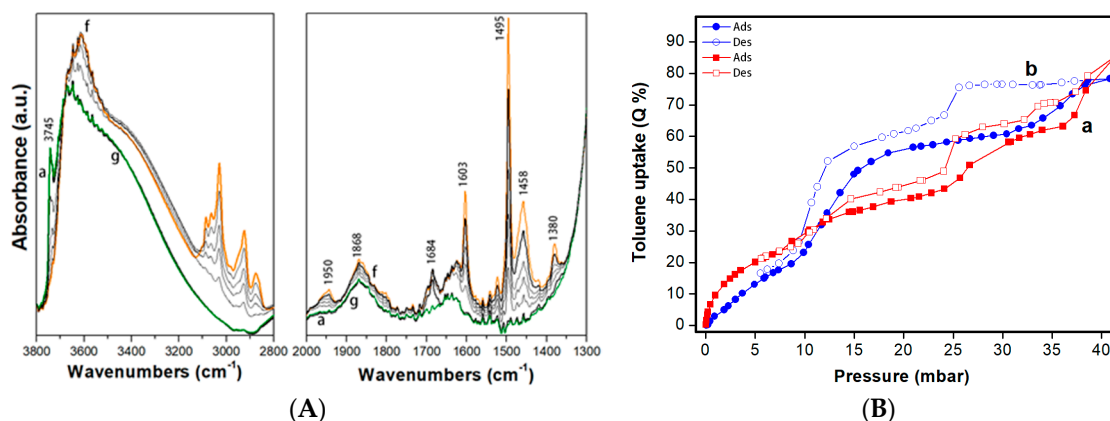 Absorbance (a.u.)
f
3745
a
g
3800 3600 3400 3200 3000 2800
Wavenumbers (cm⁻¹)
1495
1603
1458
1950
1868
1684
1380
f
a
g
2000 1900 1800 1700 1600 1500 1400 1300
Wavenumbers (cm⁻¹)
(A)
Toluene uptake (Q %)
90
80
70
60
50
40
30
20
10
0
Ads
Des
Ads
Des
b
a
0 5 10 15 20 25 30 35 40
Pressure (mbar)
(B)